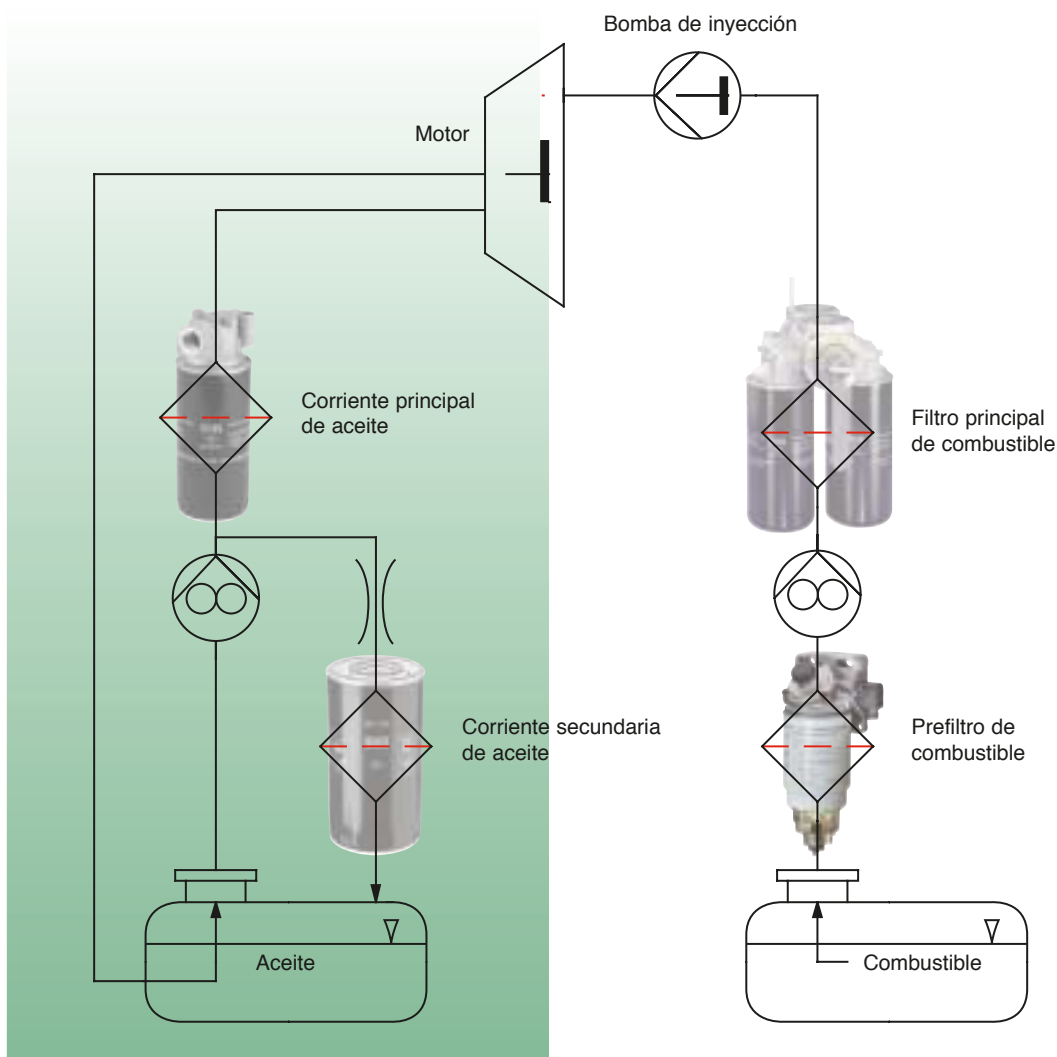 Bomba de inyección
Motor
Corriente principal
de aceite
Filtro principal
de combustible
Corriente secundaria
de aceite
Prefiltro de
combustible
Aceite
Combustible